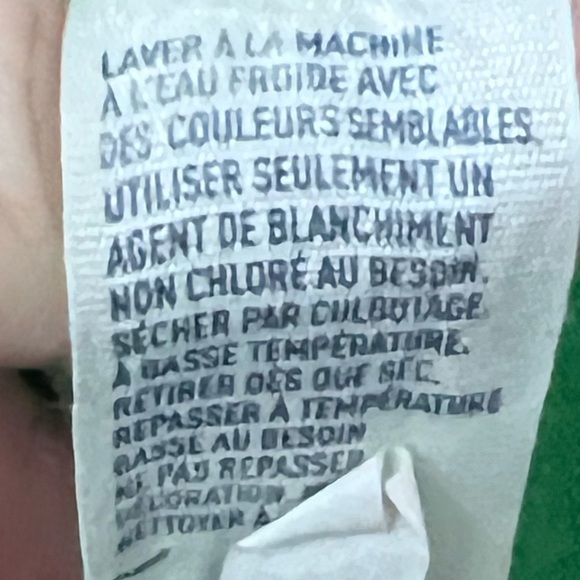 LAVER À LA MACHINE
À L'EAU FROIDE AVEC
DES COULEURS SEMBLABLES.
UTILISER SEULEMENT UN
AGENT DE BLANCHIMENT
NON CHLORÉ AU BESOIN.
SÉCHER PAR CULBUTAGE
À BASSE TEMPÉRATURE.
RETIRER DÈS QUE SEC.
REPASSER À TEMPÉRATURE
BASSE AU BESOIN
NE PAS REPASSER
DÉCORATION
NETTOYER À